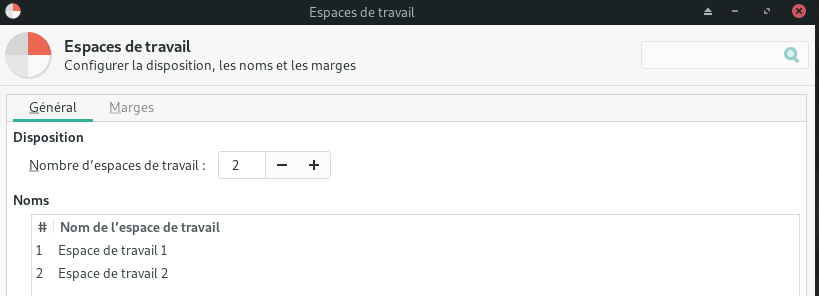 Espaces de travail
Espaces de travail
Configurer la disposition, les noms et les marges
Général Marges
Disposition
Nombre d’espaces de travail : 2 − +
Noms
# Nom de l’espace de travail
1 Espace de travail 1
2 Espace de travail 2